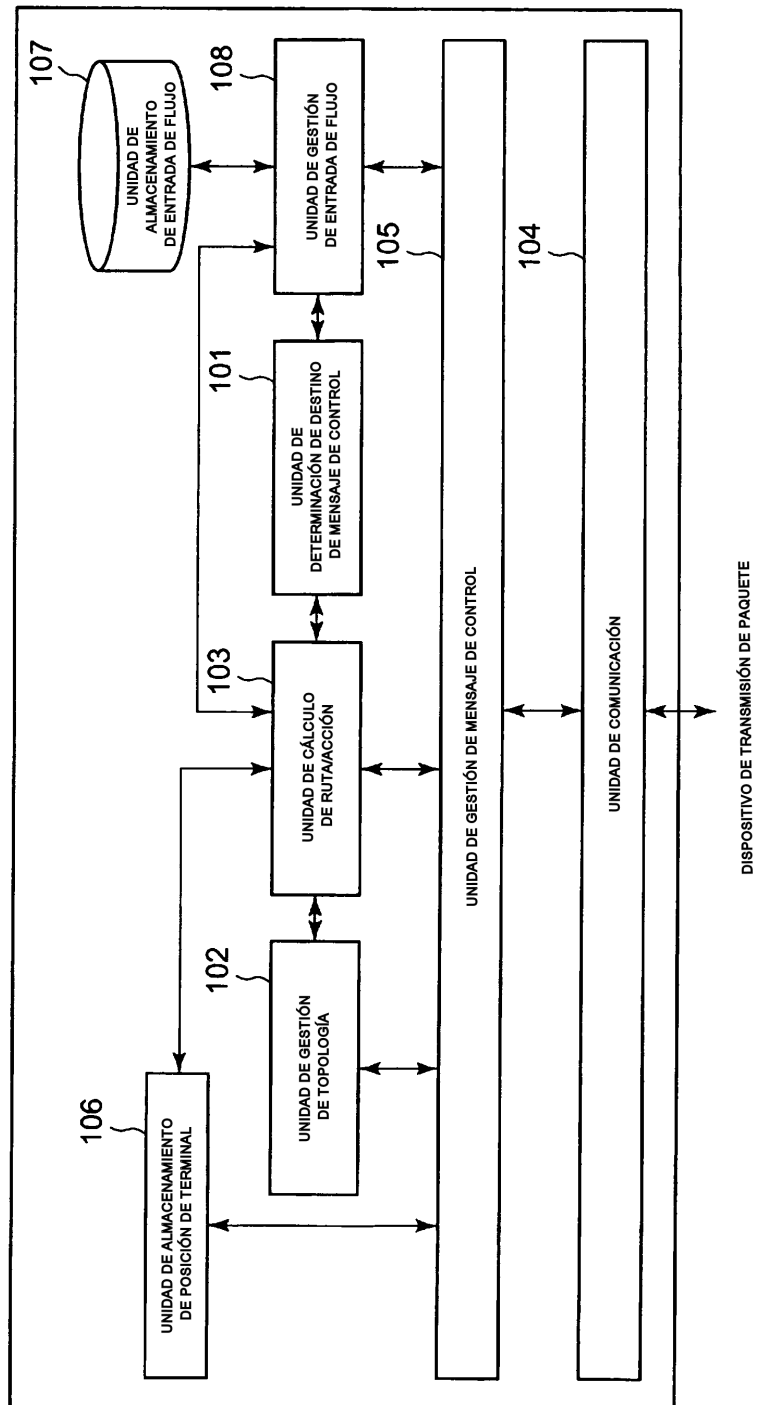 106
UNIDAD DE ALMACENAMIENTO
DE POSICIÓN DE TERMINAL
107
UNIDAD DE
ALMACENAMIENTO
DE ENTRADA DE FLUJO
102
UNIDAD DE GESTIÓN
DE TOPOLOGÍA
103
UNIDAD DE CÁLCULO
DE RUTA/ACCIÓN
101
UNIDAD DE
DETERMINACIÓN DE DESTINO
DE MENSAJE DE CONTROL
108
UNIDAD DE GESTIÓN
DE ENTRADA DE FLUJO
105
UNIDAD DE GESTIÓN DE MENSAJE DE CONTROL
104
UNIDAD DE COMUNICACIÓN
DISPOSITIVO DE TRANSMISIÓN DE PAQUETE